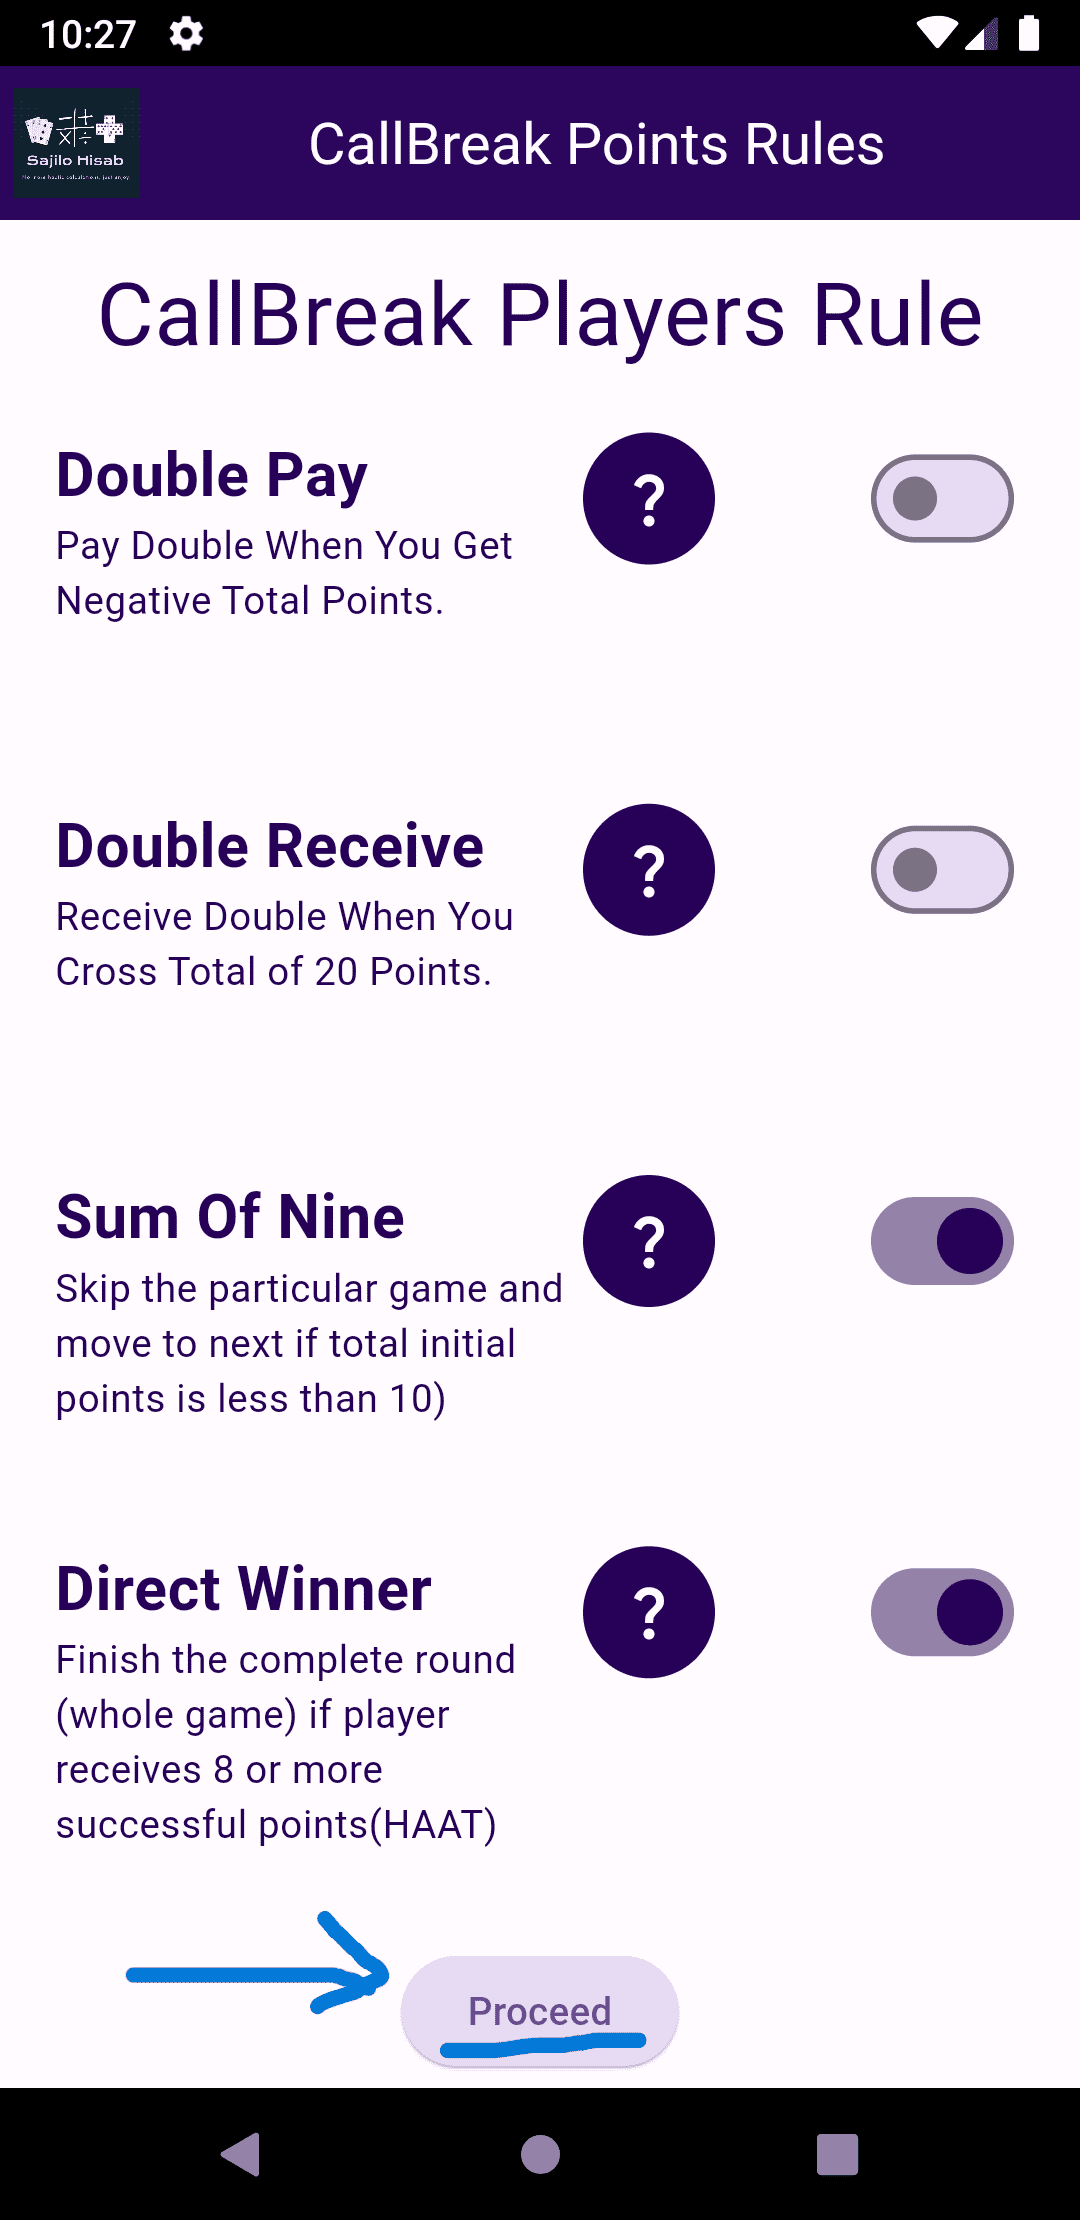 10:27
Sajilo Hisab
CallBreak Points Rules
CallBreak Players Rule
Double Pay
?
Pay Double When You Get
Negative Total Points.
Double Receive
?
Receive Double When You
Cross Total of 20 Points.
Sum Of Nine
?
Skip the particular game and
move to next if total initial
points is less than 10)
Direct Winner
?
Finish the complete round
(whole game) if player
receives 8 or more
successful points(HAAT)
Proceed